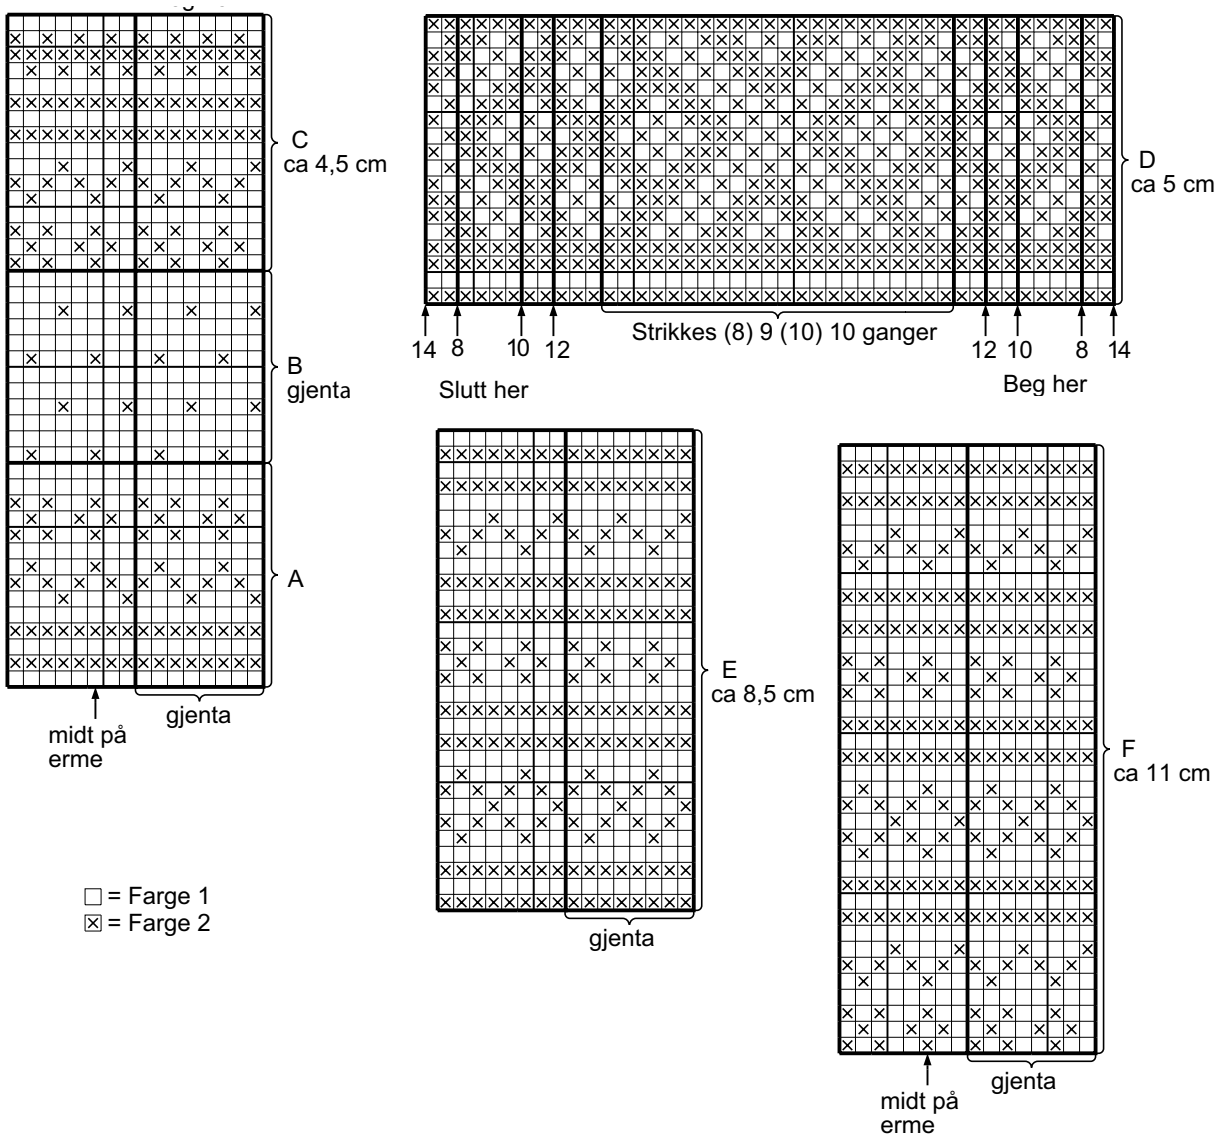 C
ca 4,5 cm
B
gjenta
A
midt på
erme
gjenta
□ = Farge 1
☒ = Farge 2
D
ca 5 cm
Strikkes (8) 9 (10) 10 ganger
14 8 10 12 12 10 8 14
Slutt her
Beg her
E
ca 8,5 cm
gjenta
F
ca 11 cm
gjenta
midt på
erme